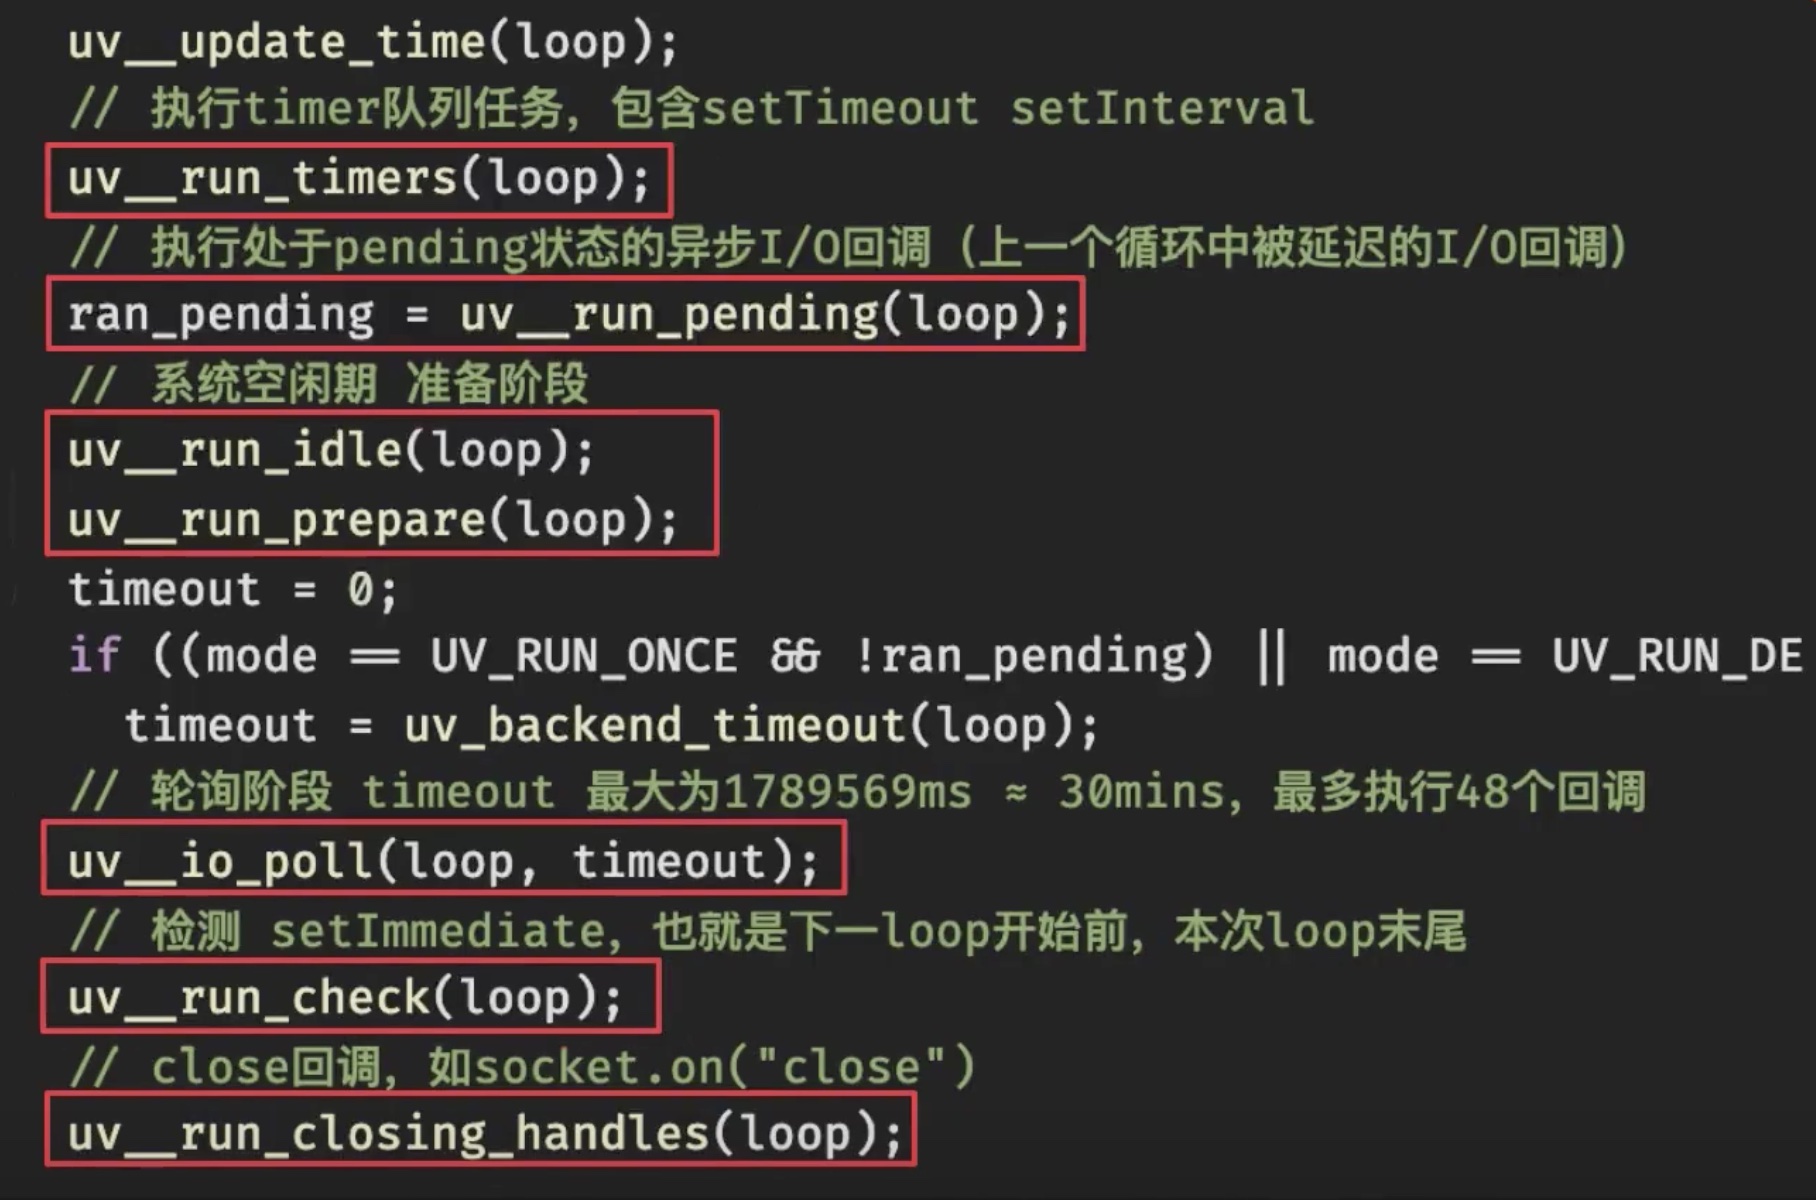 uv__update_time(loop);
// 执行timer队列任务，包含setTimeout setInterval
uv__run_timers(loop);
// 执行处于pending状态的异步I/O回调（上一个循环中被延迟的I/O回调）
ran_pending = uv__run_pending(loop);
// 系统空闲期 准备阶段
uv__run_idle(loop);
uv__run_prepare(loop);
timeout = 0;
if ((mode == UV_RUN_ONCE && !ran_pending) || mode == UV_RUN_DE
timeout = uv_backend_timeout(loop);
// 轮询阶段 timeout 最大为1789569ms ≈ 30mins，最多执行48个回调
uv__io_poll(loop, timeout);
// 检测 setImmediate，也就是下一loop开始前，本次loop末尾
uv__run_check(loop);
// close回调，如socket.on("close")
uv__run_closing_handles(loop);